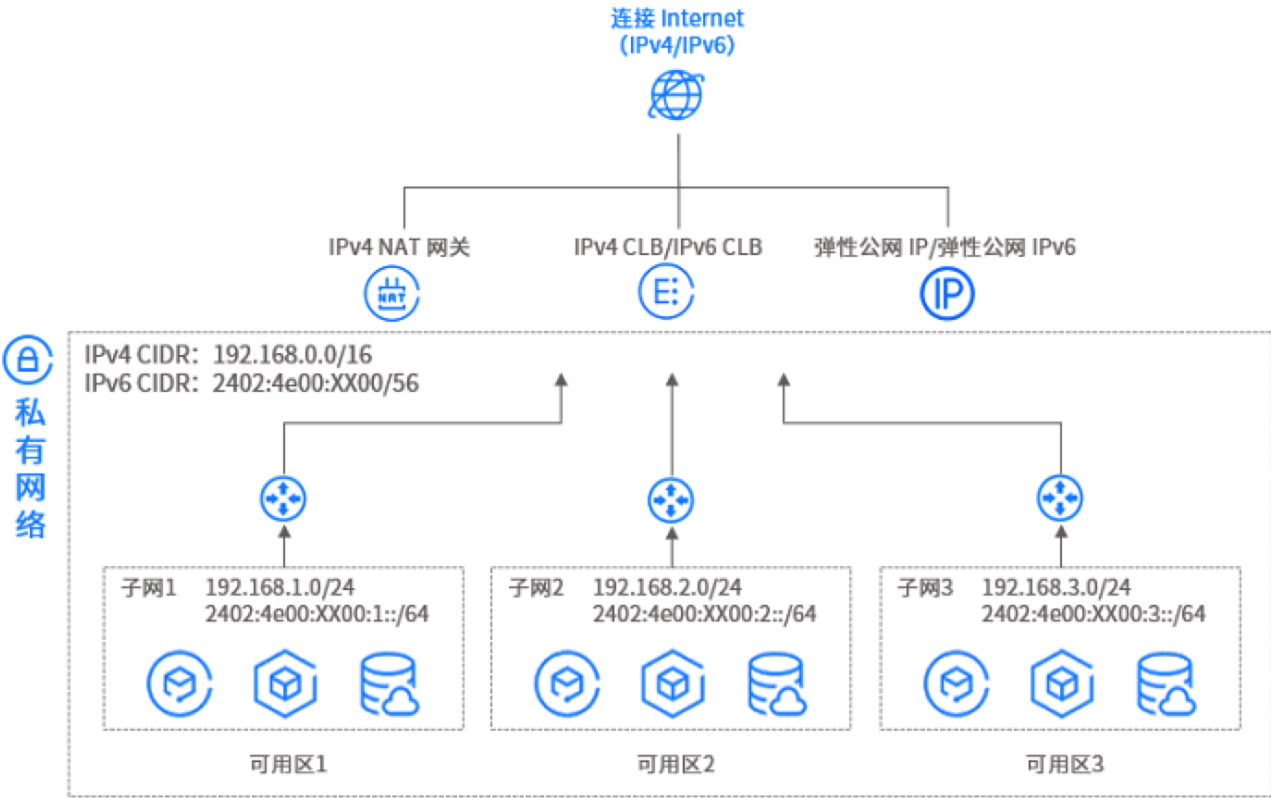 连接 Internet
（IPv4/IPv6）
IPv4 NAT 网关
IPv4 CLB/IPv6 CLB
弹性公网 IP/弹性公网 IPv6
NAT
E
IP
私有网络
IPv4 CIDR：192.168.0.0/16
IPv6 CIDR：2402:4e00:XX00/56
子网1 192.168.1.0/24
2402:4e00:XX00:1::/64
子网2 192.168.2.0/24
2402:4e00:XX00:2::/64
子网3 192.168.3.0/24
2402:4e00:XX00:3::/64
可用区1
可用区2
可用区3